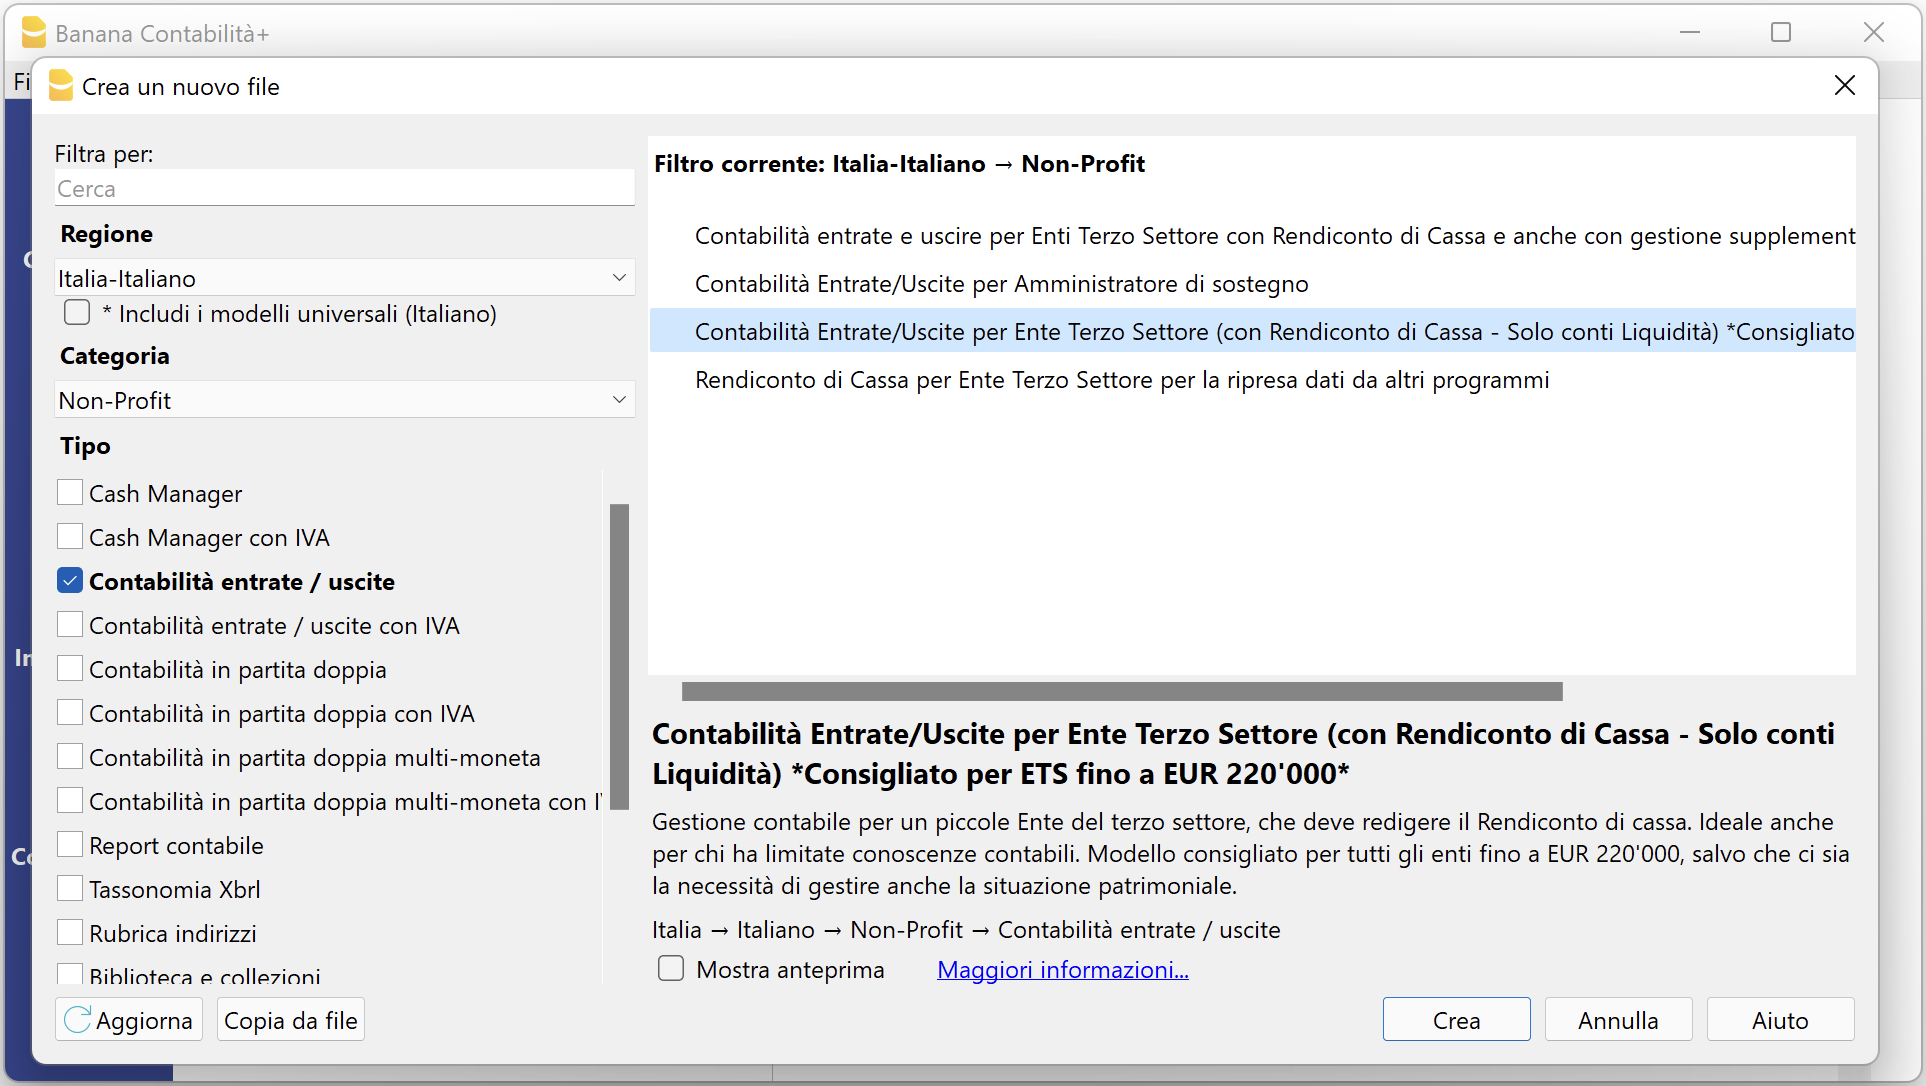 Banana Contabilità+
Fi
Crea un nuovo file
Filtra per:
Cerca
Regione
Italia-Italiano
* Includi i modelli universali (Italiano)
Categoria
Non-Profit
Tipo
Cash Manager
Cash Manager con IVA
Contabilità entrate / uscite
Contabilità entrate / uscite con IVA
Contabilità in partita doppia
Contabilità in partita doppia con IVA
Contabilità in partita doppia multi-moneta
Contabilità in partita doppia multi-moneta con
Report contabile
Tassonomia Xbrl
Rubrica indirizzi
Biblioteca e collezioni
Aggiorna
Copia da file
Filtro corrente: Italia-Italiano → Non-Profit
Contabilità entrate e uscire per Enti Terzo Settore con Rendiconto di Cassa e anche con gestione supplement
Contabilità Entrate/Uscite per Amministratore di sostegno
Contabilità Entrate/Uscite per Ente Terzo Settore (con Rendiconto di Cassa - Solo conti Liquidità) *Consigliato
Rendiconto di Cassa per Ente Terzo Settore per la ripresa dati da altri programmi
Contabilità Entrate/Uscite per Ente Terzo Settore (con Rendiconto di Cassa - Solo conti
Liquidità) *Consigliato per ETS fino a EUR 220'000*
Gestione contabile per un piccole Ente del terzo settore, che deve redigere il Rendiconto di cassa. Ideale anche
per chi ha limitate conoscenze contabili. Modello consigliato per tutti gli enti fino a EUR 220'000, salvo che ci sia
la necessità di gestire anche la situazione patrimoniale.
Italia → Italiano → Non-Profit → Contabilità entrate / uscite
Mostra anteprima
Maggiori informazioni...
Crea
Annulla
Aiuto